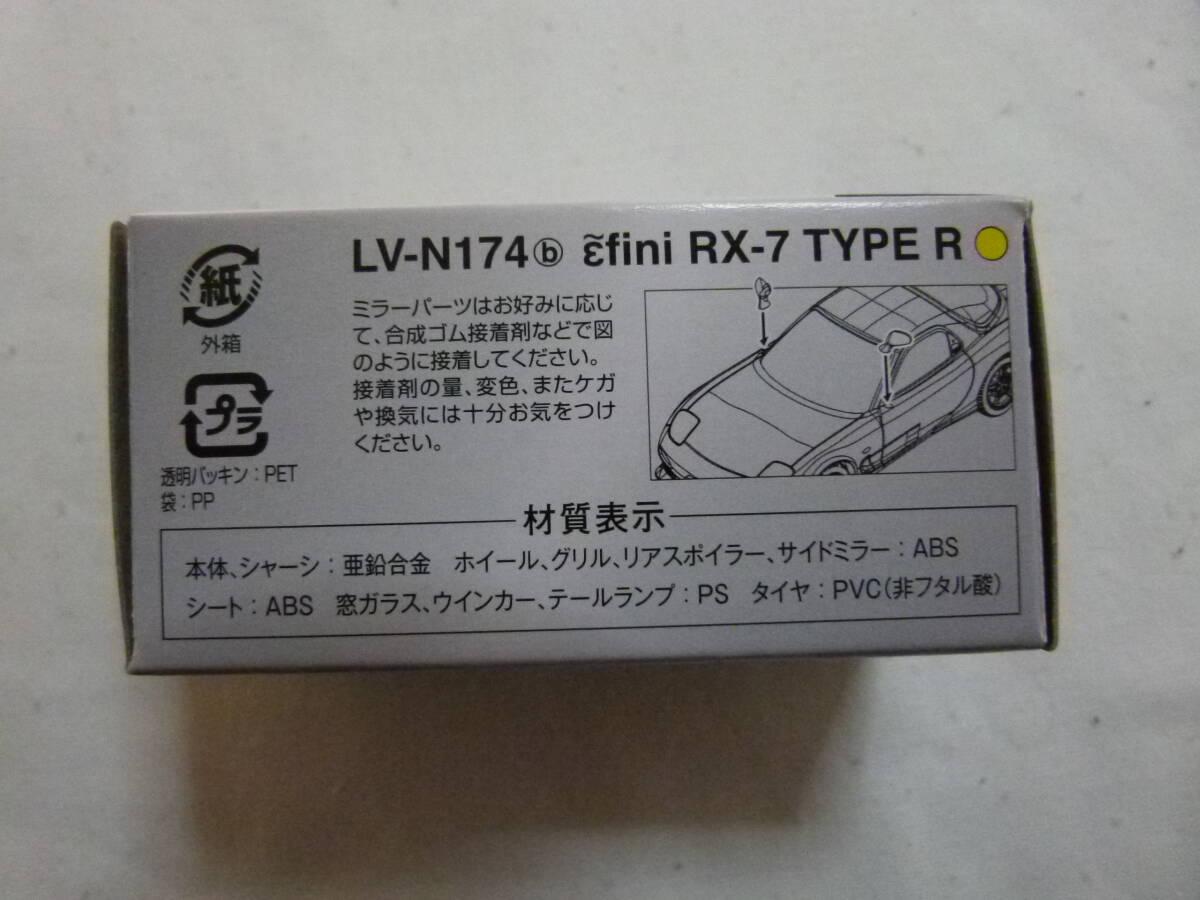 LV-N174ⓑ ε̃fini RX-7 TYPE R
紙
外箱
プラ
透明パッキン：PET
袋：PP
ミラーパーツはお好みに応じ
て、合成ゴム接着剤などで図
のように接着してください。
接着剤の量、変色、またケガ
や換気には十分お気をつけ
ください。
材質表示
本体、シャーシ：亜鉛合金　ホイール、グリル、リアスポイラー、サイドミラー：ABS
シート：ABS　窓ガラス、ウインカー、テールランプ：PS　タイヤ：PVC（非フタル酸）